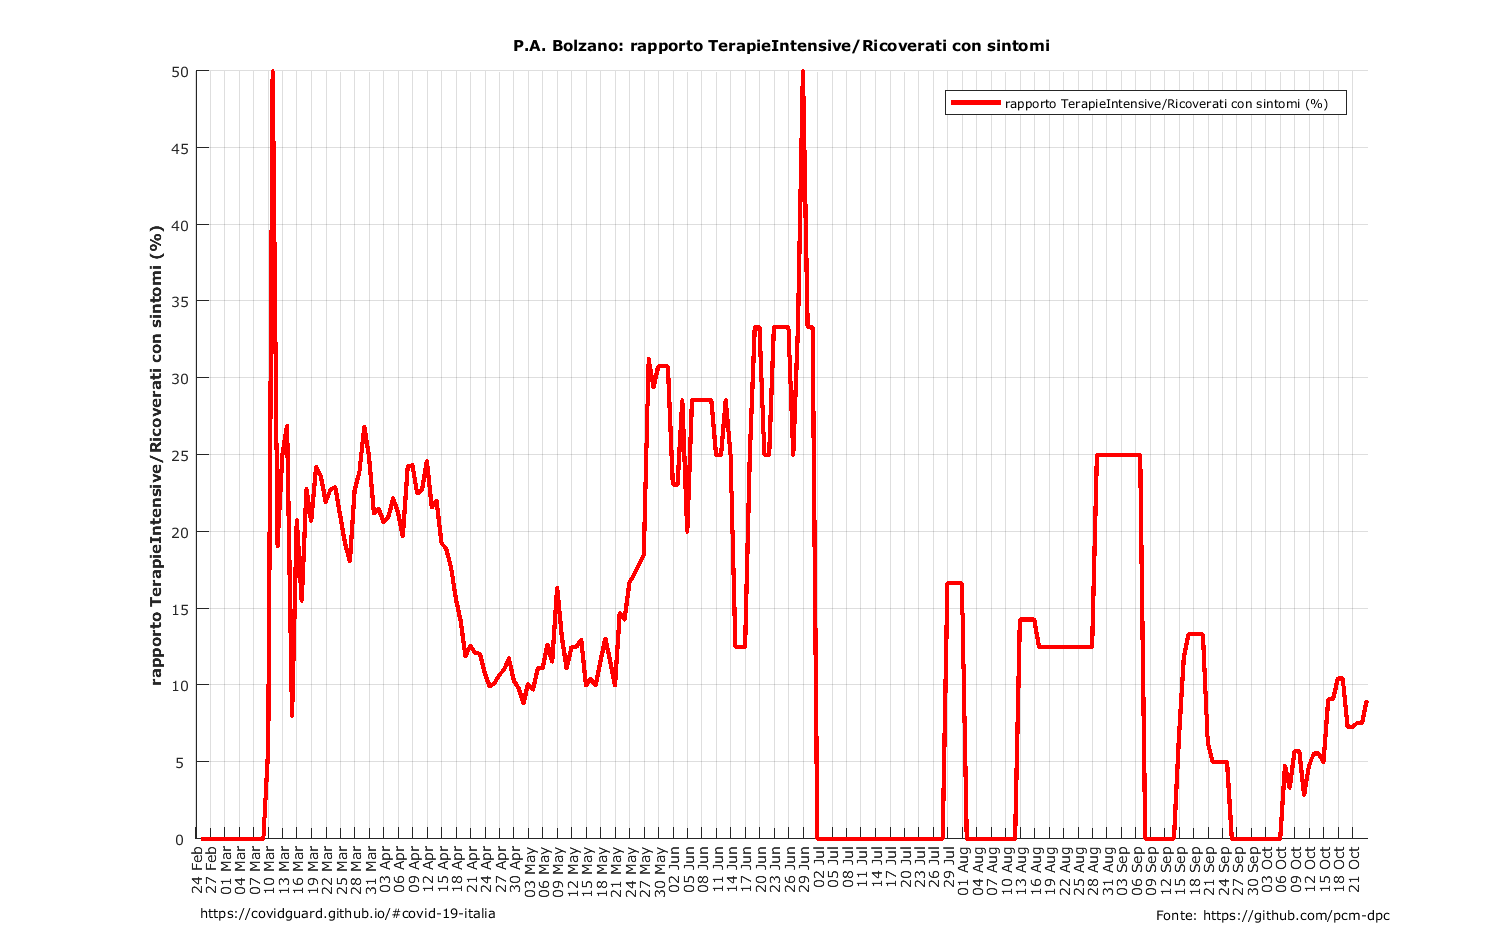 P.A. Bolzano: rapporto TerapieIntensive/Ricoverati con sintomi
rapporto TerapieIntensive/Ricoverati con sintomi (%)
rapporto TerapieIntensive/Ricoverati con sintomi (%)
50
45
40
35
30
25
20
15
10
5
0
24 Feb
27 Feb
01 Mar
04 Mar
07 Mar
10 Mar
13 Mar
16 Mar
19 Mar
22 Mar
25 Mar
28 Mar
31 Mar
03 Apr
06 Apr
09 Apr
12 Apr
15 Apr
18 Apr
21 Apr
24 Apr
27 Apr
30 Apr
03 May
06 May
09 May
12 May
15 May
18 May
21 May
24 May
27 May
30 May
02 Jun
05 Jun
08 Jun
11 Jun
14 Jun
17 Jun
20 Jun
23 Jun
26 Jun
29 Jun
02 Jul
05 Jul
08 Jul
11 Jul
14 Jul
17 Jul
20 Jul
23 Jul
26 Jul
29 Jul
01 Aug
04 Aug
07 Aug
10 Aug
13 Aug
16 Aug
19 Aug
22 Aug
25 Aug
28 Aug
31 Aug
03 Sep
06 Sep
09 Sep
12 Sep
15 Sep
18 Sep
21 Sep
24 Sep
27 Sep
30 Sep
03 Oct
06 Oct
09 Oct
12 Oct
15 Oct
18 Oct
21 Oct
https://covidguard.github.io/#covid-19-italia
Fonte: https://github.com/pcm-dpc